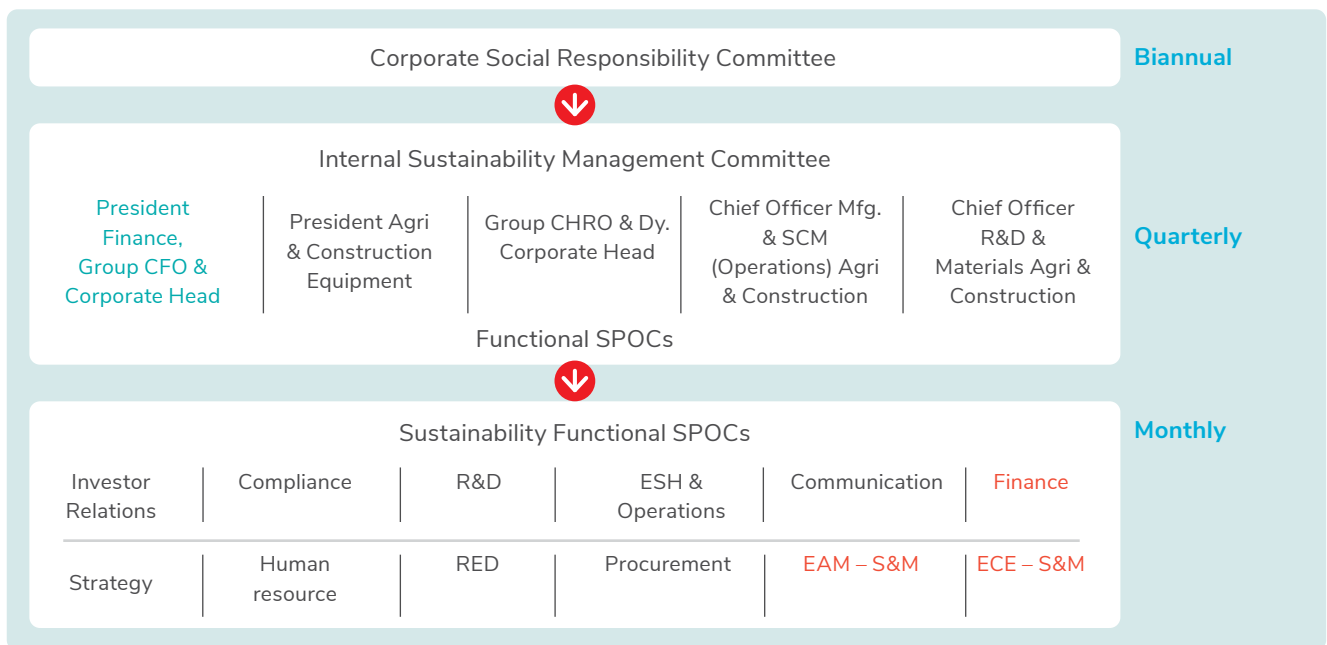 Corporate Social Responsibility Committee
Biannual
Internal Sustainability Management Committee
President
Finance,
Group CFO &
Corporate Head
President Agri
& Construction
Equipment
Group CHRO & Dy.
Corporate Head
Chief Officer Mfg.
& SCM
(Operations) Agri
& Construction
Chief Officer
R&D &
Materials Agri &
Construction
Quarterly
Functional SPOCs
Sustainability Functional SPOCs
Monthly
Investor
Relations
Compliance
R&D
ESH &
Operations
Communication
Finance
Strategy
Human
resource
RED
Procurement
EAM – S&M
ECE – S&M